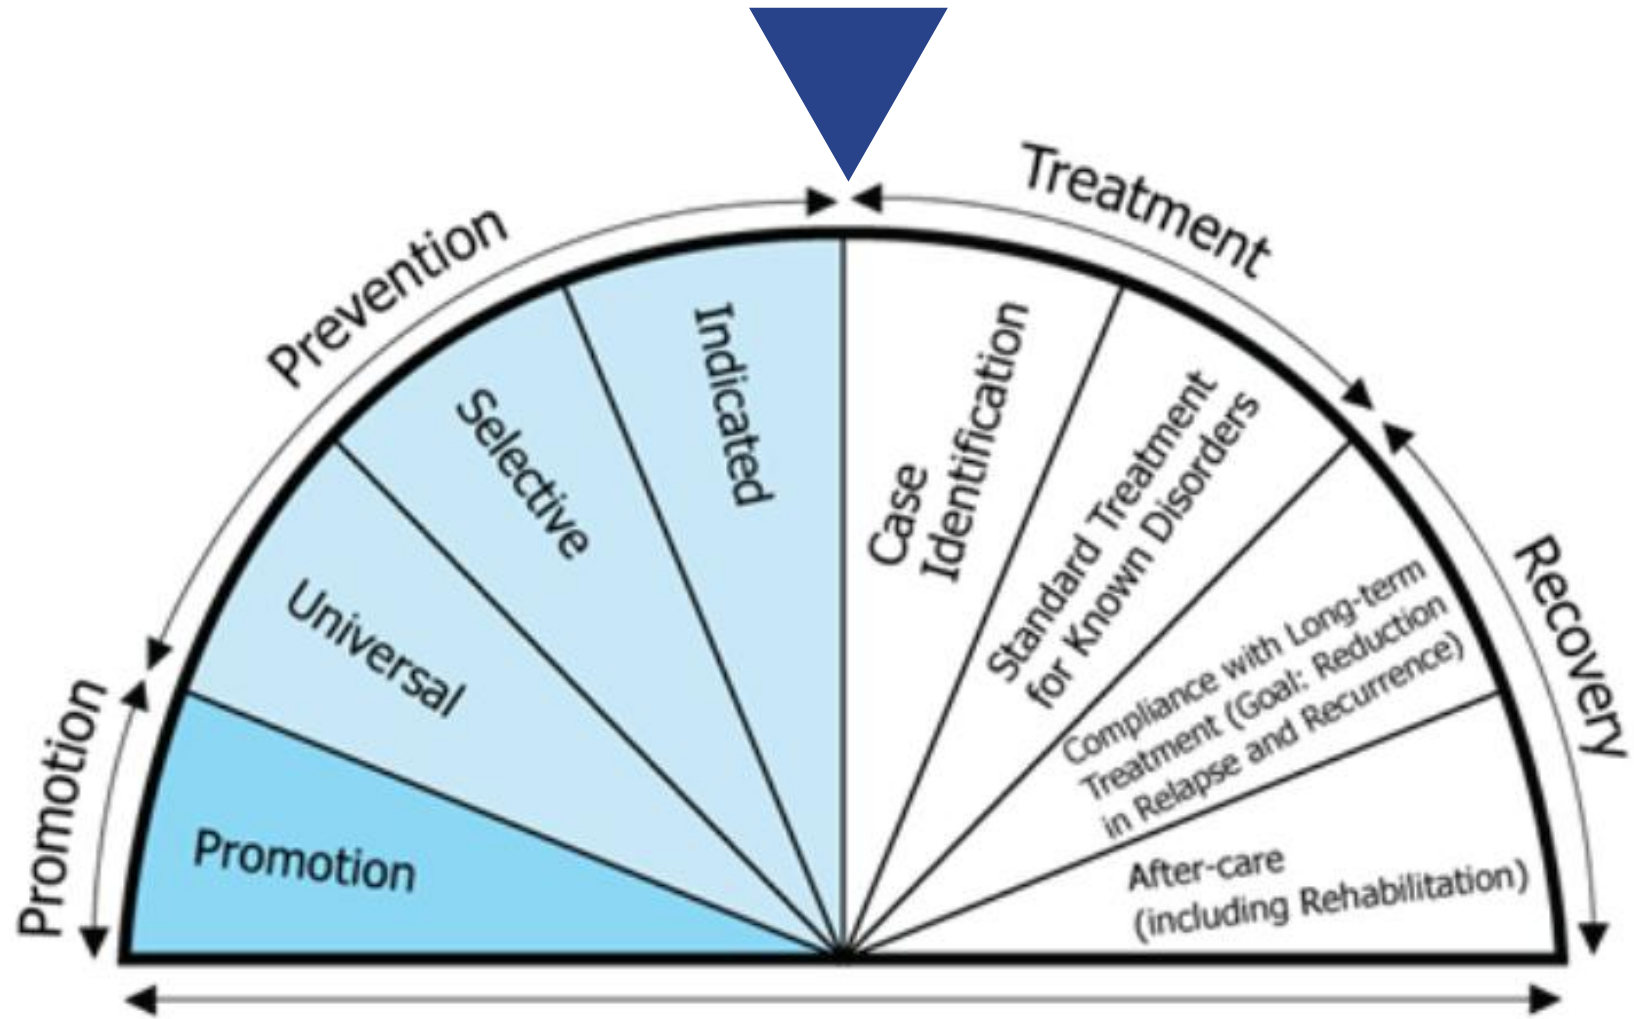 Treatment
Prevention
Recovery
Promotion
Promotion
Universal
Selective
Indicated
Case
Identification
Standard Treatment
for Known Disorders
Compliance with Long-term
Treatment (Goal: Reduction
in Relapse and Recurrence)
After-care
(including Rehabilitation)